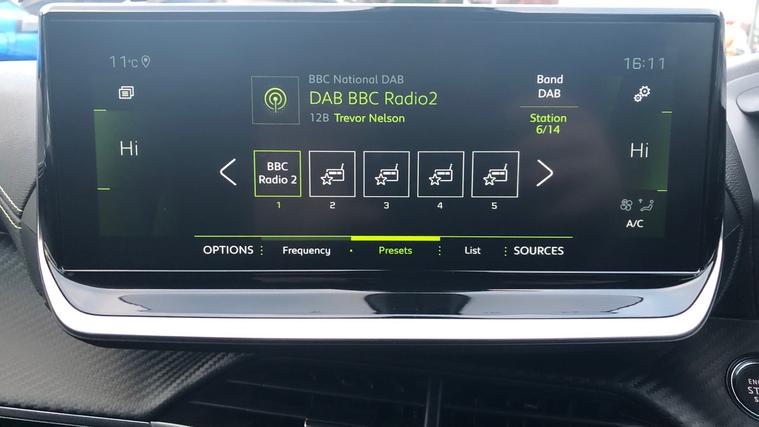 11°C
16:11
BBC National DAB
DAB BBC Radio2
12B Trevor Nelson
Band
DAB
Station
6/14
Hi
Hi
BBC
Radio 2
1
2
3
4
5
A/C
OPTIONS
Frequency
Presets
List
SOURCES